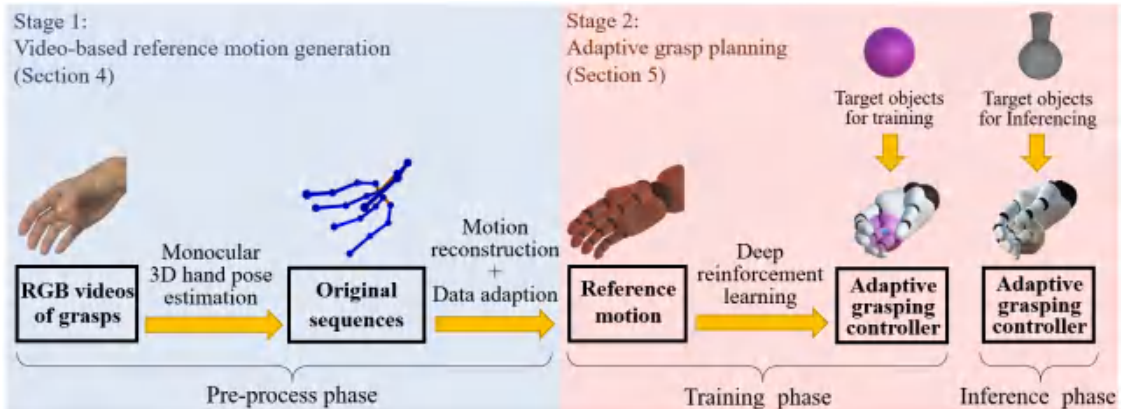 Stage 1:
Video-based reference motion generation
(Section 4)
Monocular
3D hand pose
estimation
RGB videos
of grasps
Original
sequences
Motion
reconstruction
+
Data adaption
Pre-process phase
Stage 2:
Adaptive grasp planning
(Section 5)
Target objects
for training
Target objects
for Inferencing
Reference
motion
Deep
reinforcement
learning
Adaptive
grasping
controller
Adaptive
grasping
controller
Training phase
Inference phase